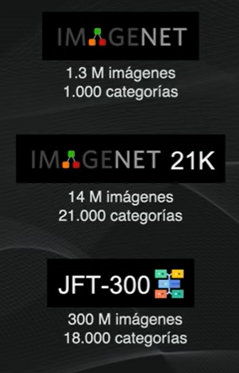 IMAGENET
1.3 M imágenes
1.000 categorías
IMAGENET 21K
14 M imágenes
21.000 categorías
JFT-300
300 M imágenes
18.000 categorías